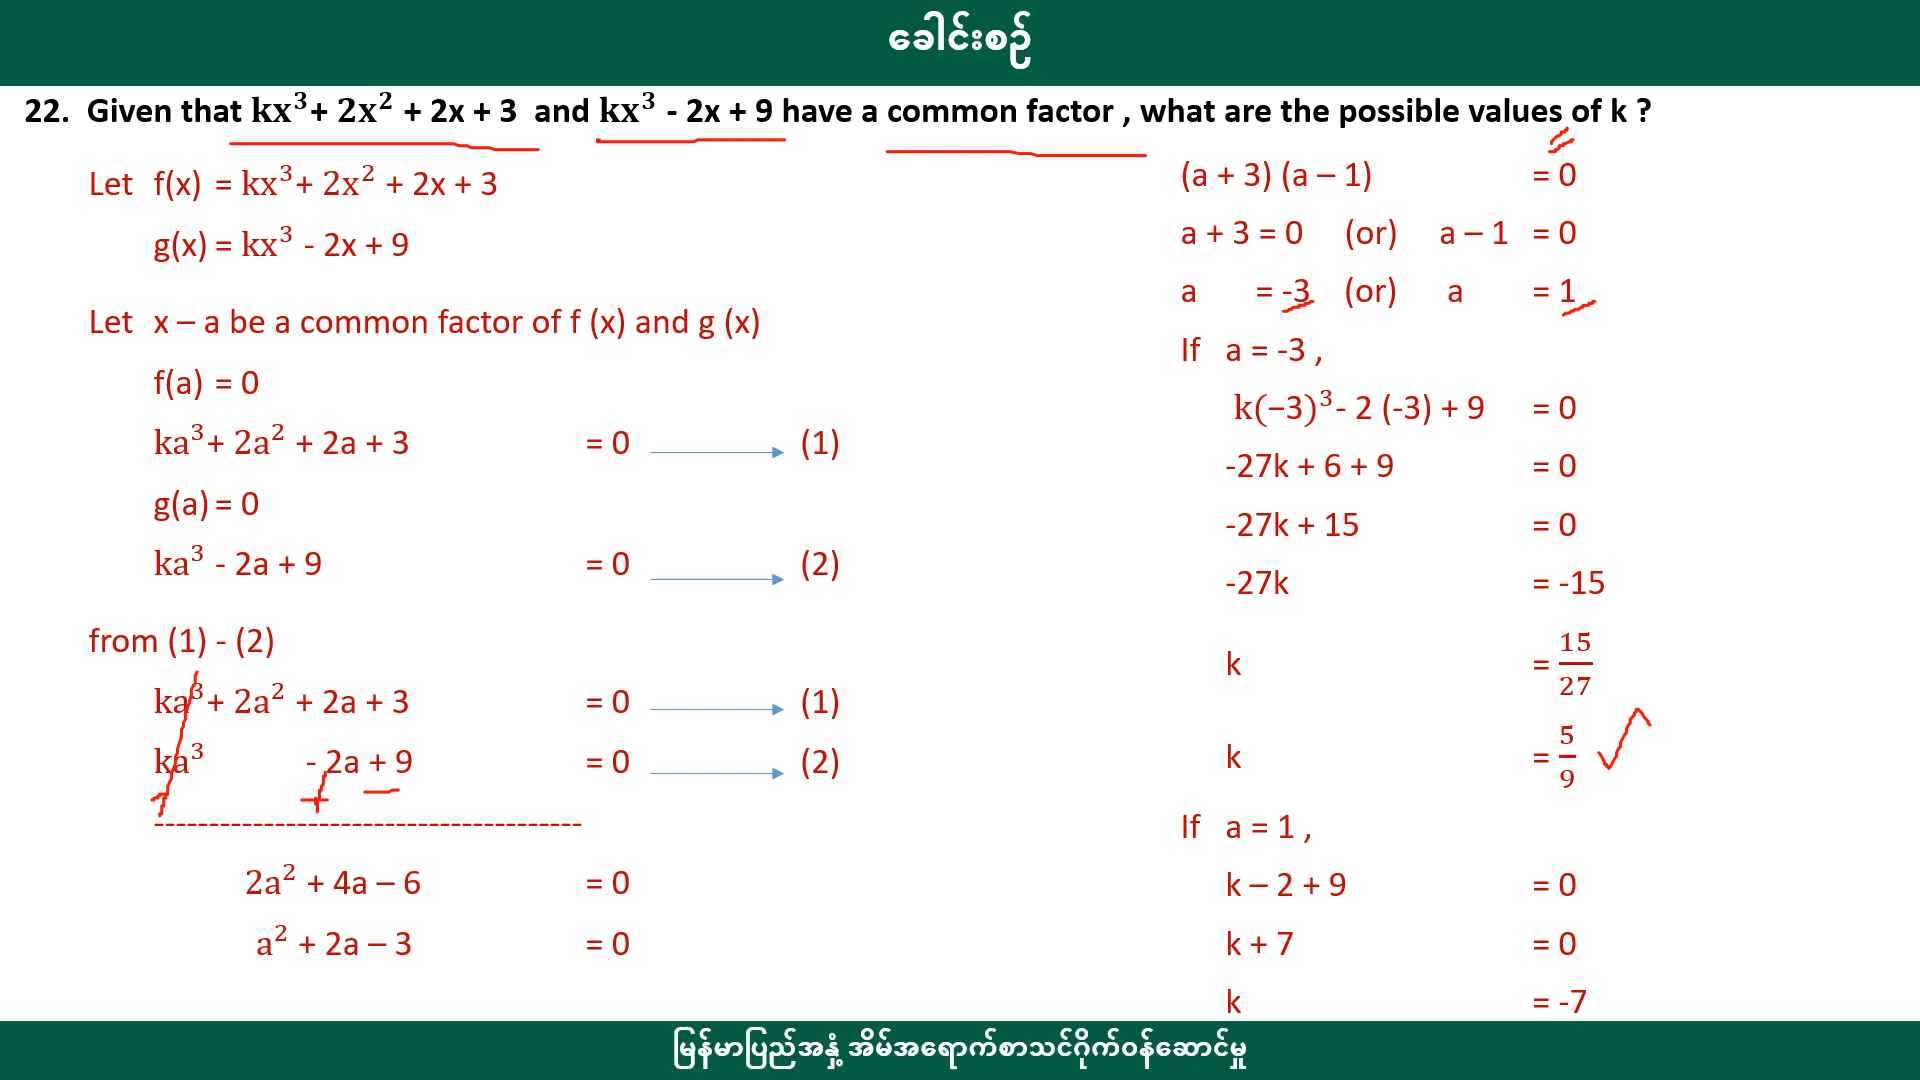 ခေါင်းစဉ်
22. Given that kx³+ 2x² + 2x + 3 and kx³ - 2x + 9 have a common factor , what are the possible values of k ?
Let f(x) = kx³+ 2x² + 2x + 3
g(x) = kx³ - 2x + 9
Let x – a be a common factor of f (x) and g (x)
f(a) = 0
ka³+ 2a² + 2a + 3 = 0 (1)
g(a) = 0
ka³ - 2a + 9 = 0 (2)
from (1) - (2)
ka³+ 2a² + 2a + 3 = 0 (1)
ka³ - 2a + 9 = 0 (2)
---------------------------------------
2a² + 4a – 6 = 0
a² + 2a – 3 = 0
(a + 3) (a – 1) = 0
a + 3 = 0 (or) a – 1 = 0
a = -3 (or) a = 1
If a = -3 ,
k(−3)³- 2 (-3) + 9 = 0
-27k + 6 + 9 = 0
-27k + 15 = 0
-27k = -15
k = 15/27
k = 5/9
If a = 1 ,
k – 2 + 9 = 0
k + 7 = 0
k = -7
မြန်မာပြည်အနှံ့ အိမ်အရောက်စာသင်ဂိုက်ဝန်ဆောင်မှု